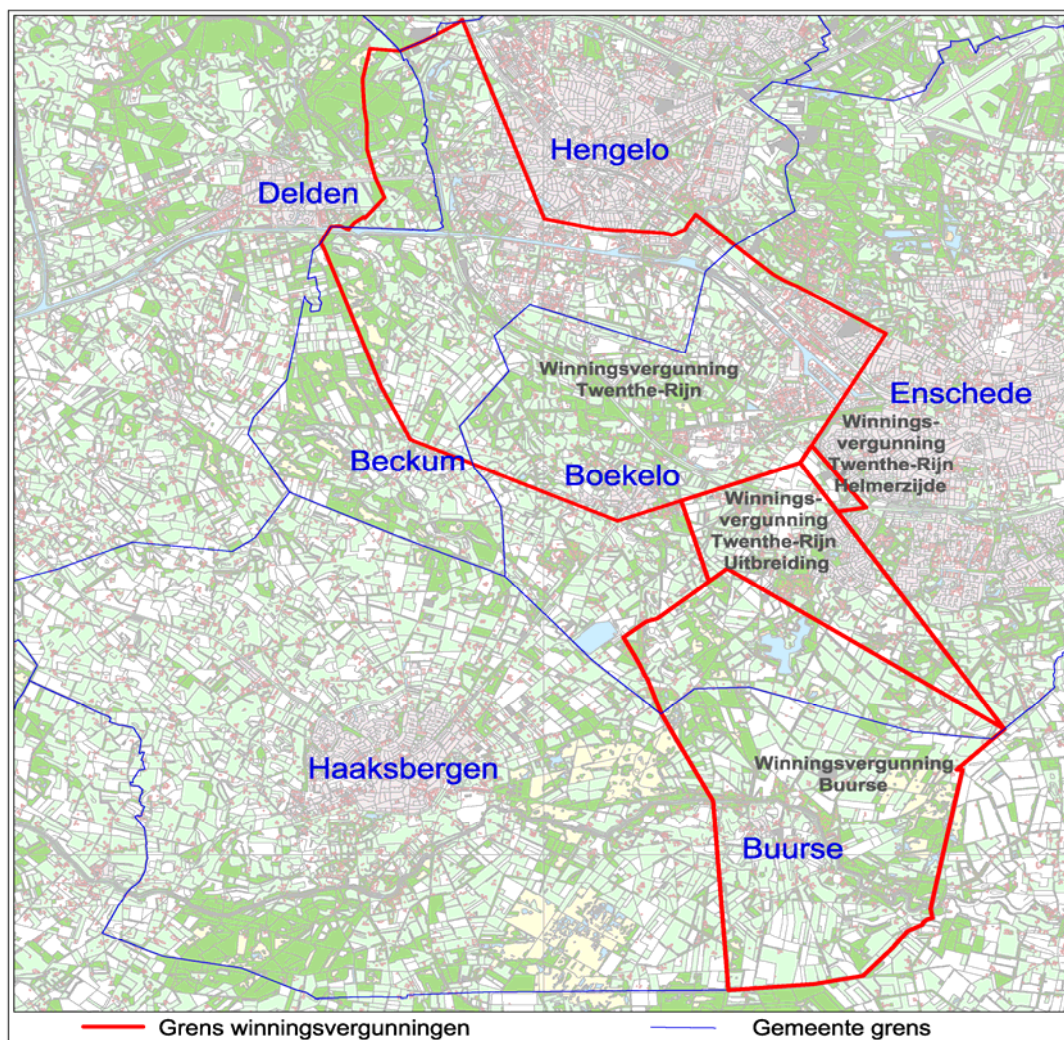 Hengelo
Delden
Winningsvergunning
Twenthe-Rijn
Enschede
Winnings-
vergunning
Twenthe-Rijn
Helmerzijde
Beckum
Boekelo
Winnings-
vergunning
Twenthe-Rijn
Uitbreiding
Haaksbergen
Winningsvergunning
Buurse
Buurse
Grens winningsvergunningen
Gemeente grens